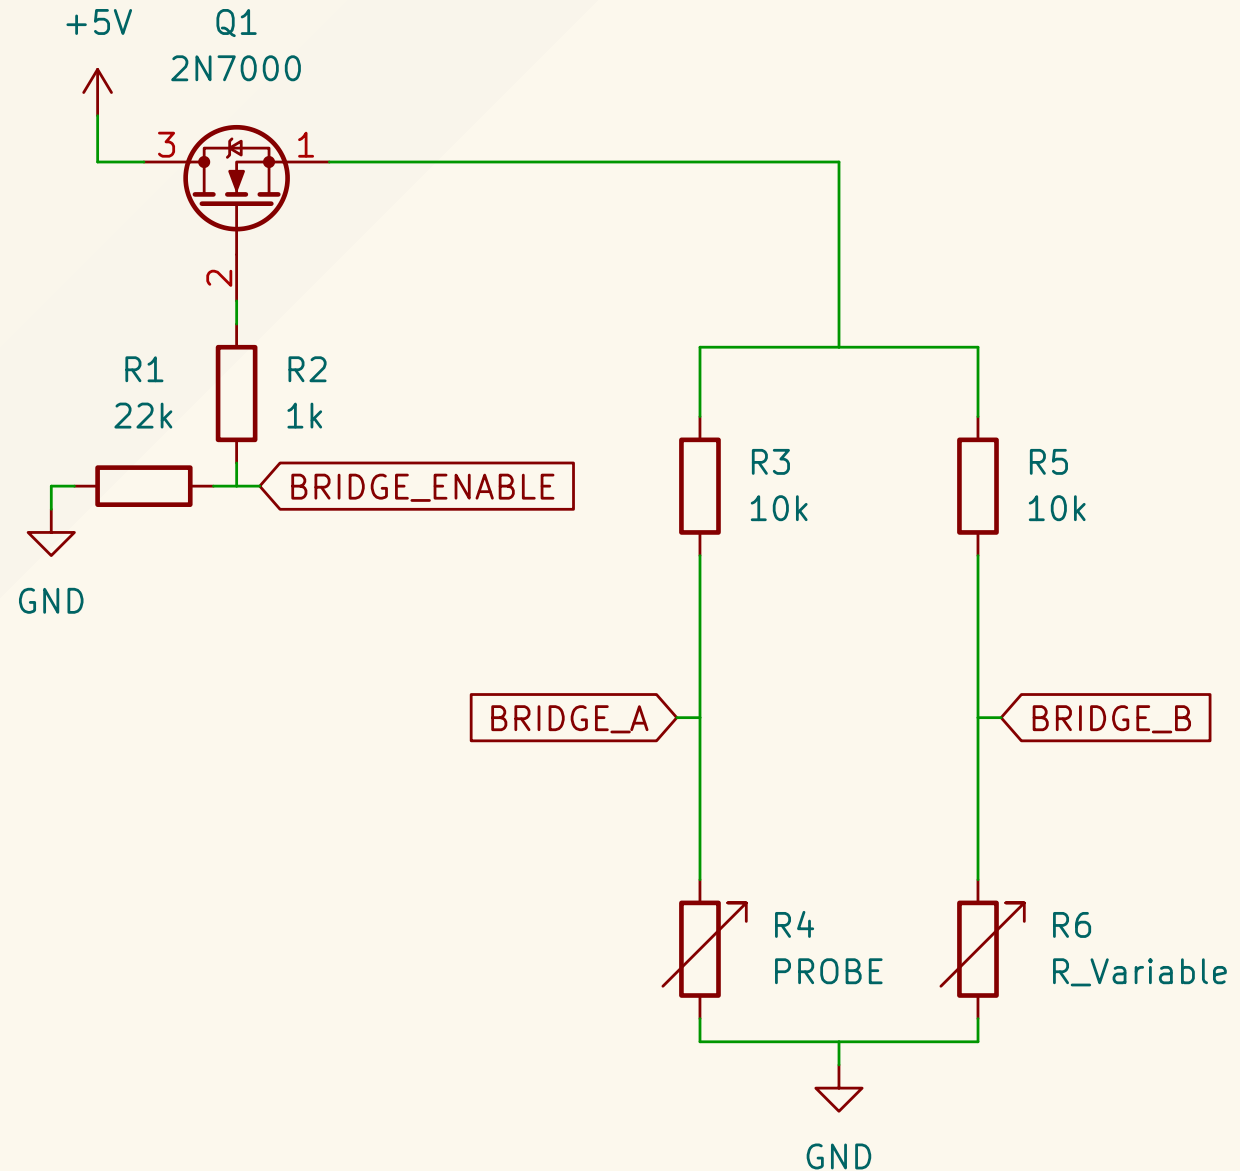 +5V
Q1
2N7000
3
1
2
R1
22k
R2
1k
BRIDGE_ENABLE
GND
R3
10k
R5
10k
BRIDGE_A
BRIDGE_B
R4
PROBE
R6
R_Variable
GND